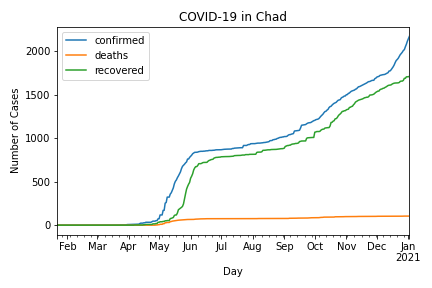 COVID-19 in Chad
confirmed
deaths
recovered
Number of Cases
2000
1500
1000
500
0
Feb Mar Apr May Jun Jul Aug Sep Oct Nov Dec Jan
2021
Day